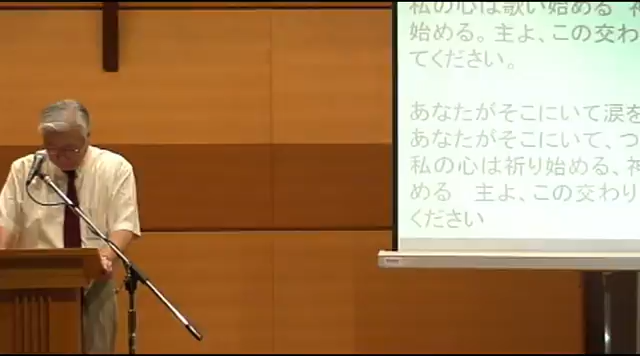 私の心は歌い始める 
始める。主よ、この交わり
てください。
あなたがそこにいて涙を
あなたがそこにいて、つ
私の心は祈り始める、神
める 主よ、この交わり
ください